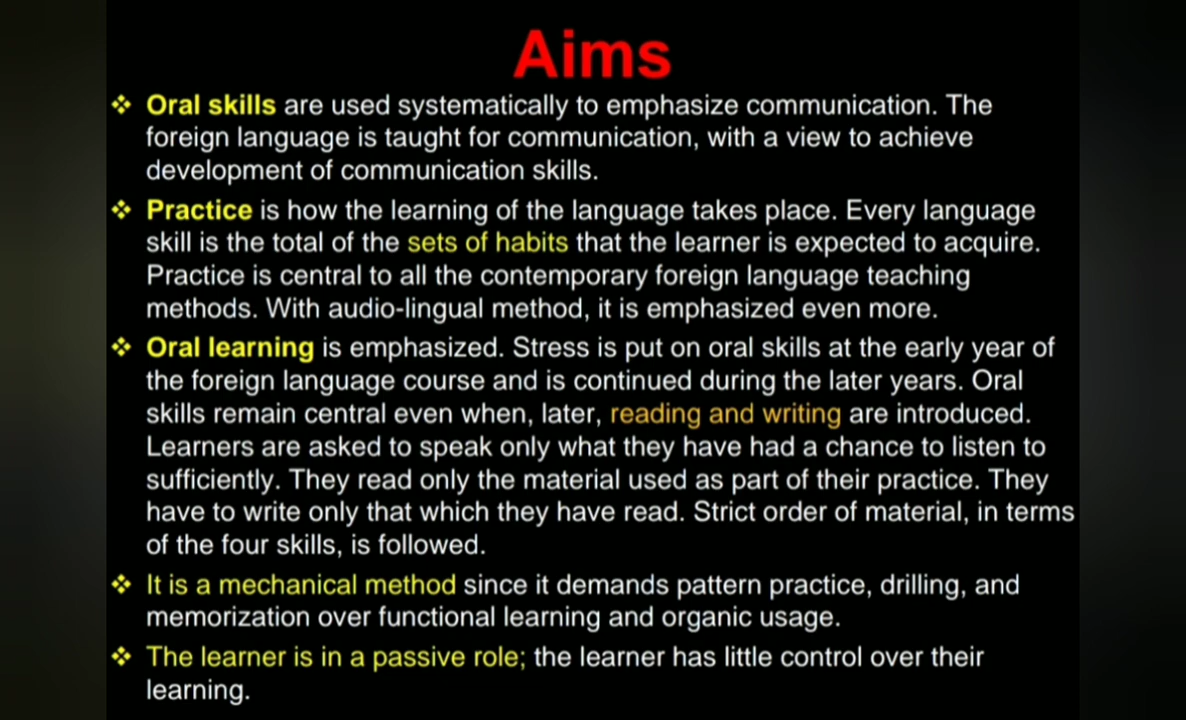 Aims
❖ Oral skills are used systematically to emphasize communication. The
foreign language is taught for communication, with a view to achieve
development of communication skills.
❖ Practice is how the learning of the language takes place. Every language
skill is the total of the sets of habits that the learner is expected to acquire.
Practice is central to all the contemporary foreign language teaching
methods. With audio-lingual method, it is emphasized even more.
❖ Oral learning is emphasized. Stress is put on oral skills at the early year of
the foreign language course and is continued during the later years. Oral
skills remain central even when, later, reading and writing are introduced.
Learners are asked to speak only what they have had a chance to listen to
sufficiently. They read only the material used as part of their practice. They
have to write only that which they have read. Strict order of material, in terms
of the four skills, is followed.
❖ It is a mechanical method since it demands pattern practice, drilling, and
memorization over functional learning and organic usage.
❖ The learner is in a passive role; the learner has little control over their
learning.